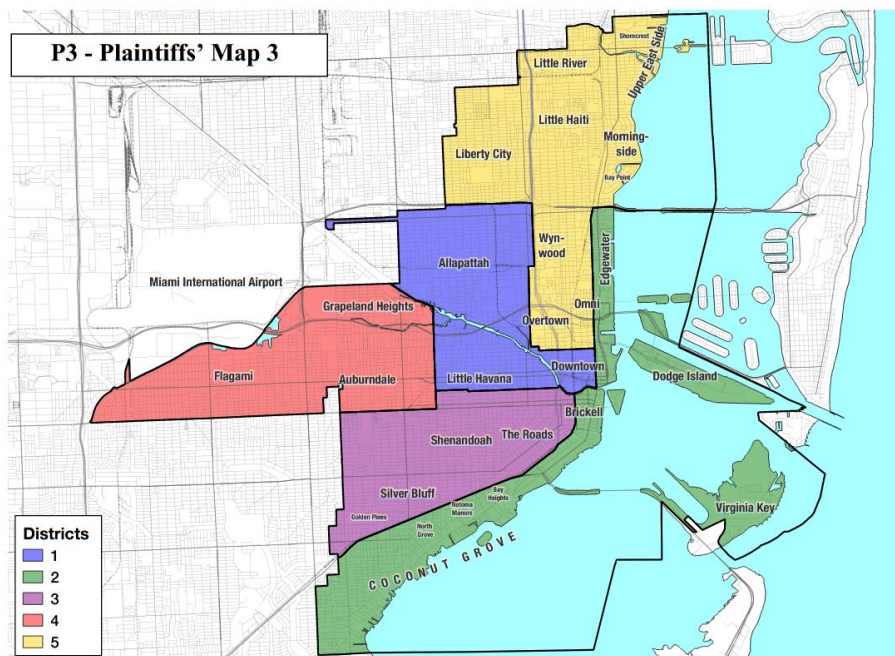 P3 - Plaintiffs' Map 3
Shorecrest
Upper East Side
Little River
Little Haiti
Morning-
side
Liberty City
Bay Point
Wyn-
wood
Edgewater
Allapattah
Miami International Airport
Grapeland Heights
Omni
Overtown
Downtown
Dodge Island
Flagami
Auburndale
Little Havana
Brickell
Shenandoah
The Roads
Silver Bluff
Bay
Heights
Natoma
Manors
Golden Pines
North
Grove
Virginia Key
COCONUT GROVE
Districts
1
2
3
4
5